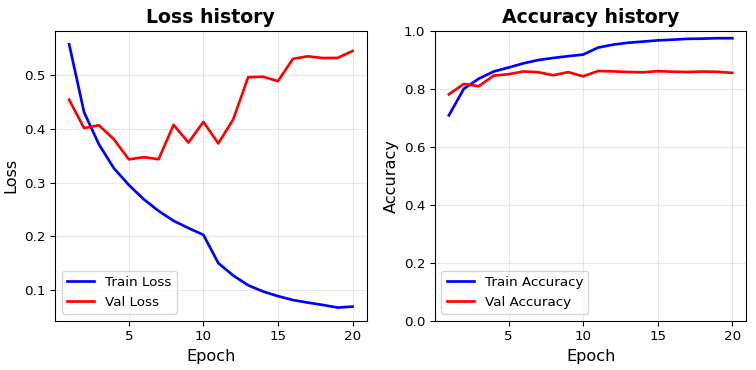 Loss history
0.5
0.4
0.3
0.2
0.1
Loss
Train Loss
Val Loss
5
10
15
20
Epoch
Accuracy history
1.0
0.8
0.6
0.4
0.2
0.0
Accuracy
Train Accuracy
Val Accuracy
5
10
15
20
Epoch